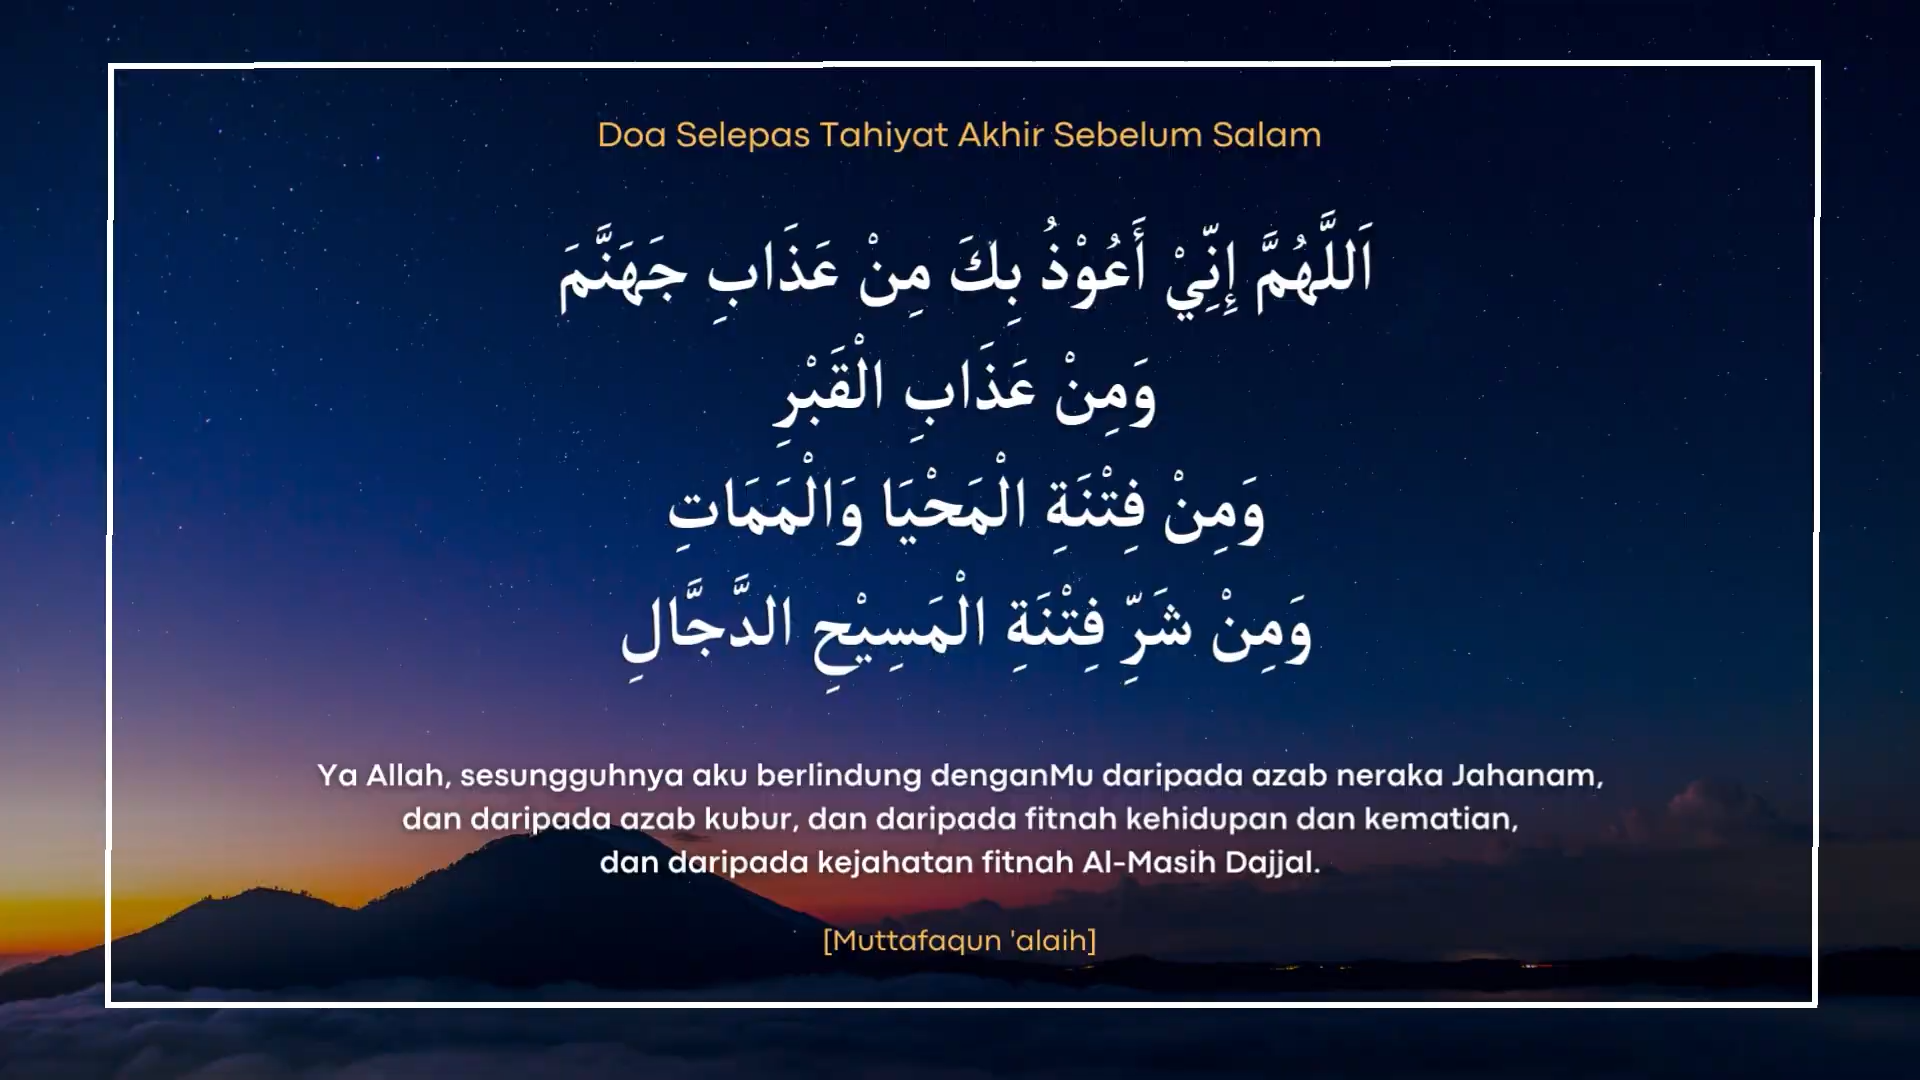 Doa Selepas Tahiyat Akhir Sebelum Salam
اَللَّهُمَّ إِنِّيْ أَعُوْذُ بِكَ مِنْ عَذَابِ جَهَنَّمَ
وَمِنْ عَذَابِ الْقَبْرِ
وَمِنْ فِتْنَةِ الْمَحْيَا وَالْمَمَاتِ
وَمِنْ شَرِّ فِتْنَةِ الْمَسِيْحِ الدَّجَّالِ
Ya Allah, sesungguhnya aku berlindung denganMu daripada azab neraka Jahanam,
dan daripada azab kubur, dan daripada fitnah kehidupan dan kematian,
dan daripada kejahatan fitnah Al-Masih Dajjal.
[Muttafaqun 'alaih]